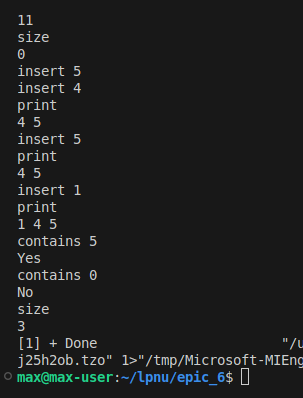 11
size
0
insert 5
insert 4
print
4 5
insert 5
print
4 5
insert 1
print
1 4 5
contains 5
Yes
contains 0
No
size
3
[1] + Done "/u
j25h2ob.tzo" 1>"/tmp/Microsoft-MIEng
max@max-user:~/lpnu/epic_6$